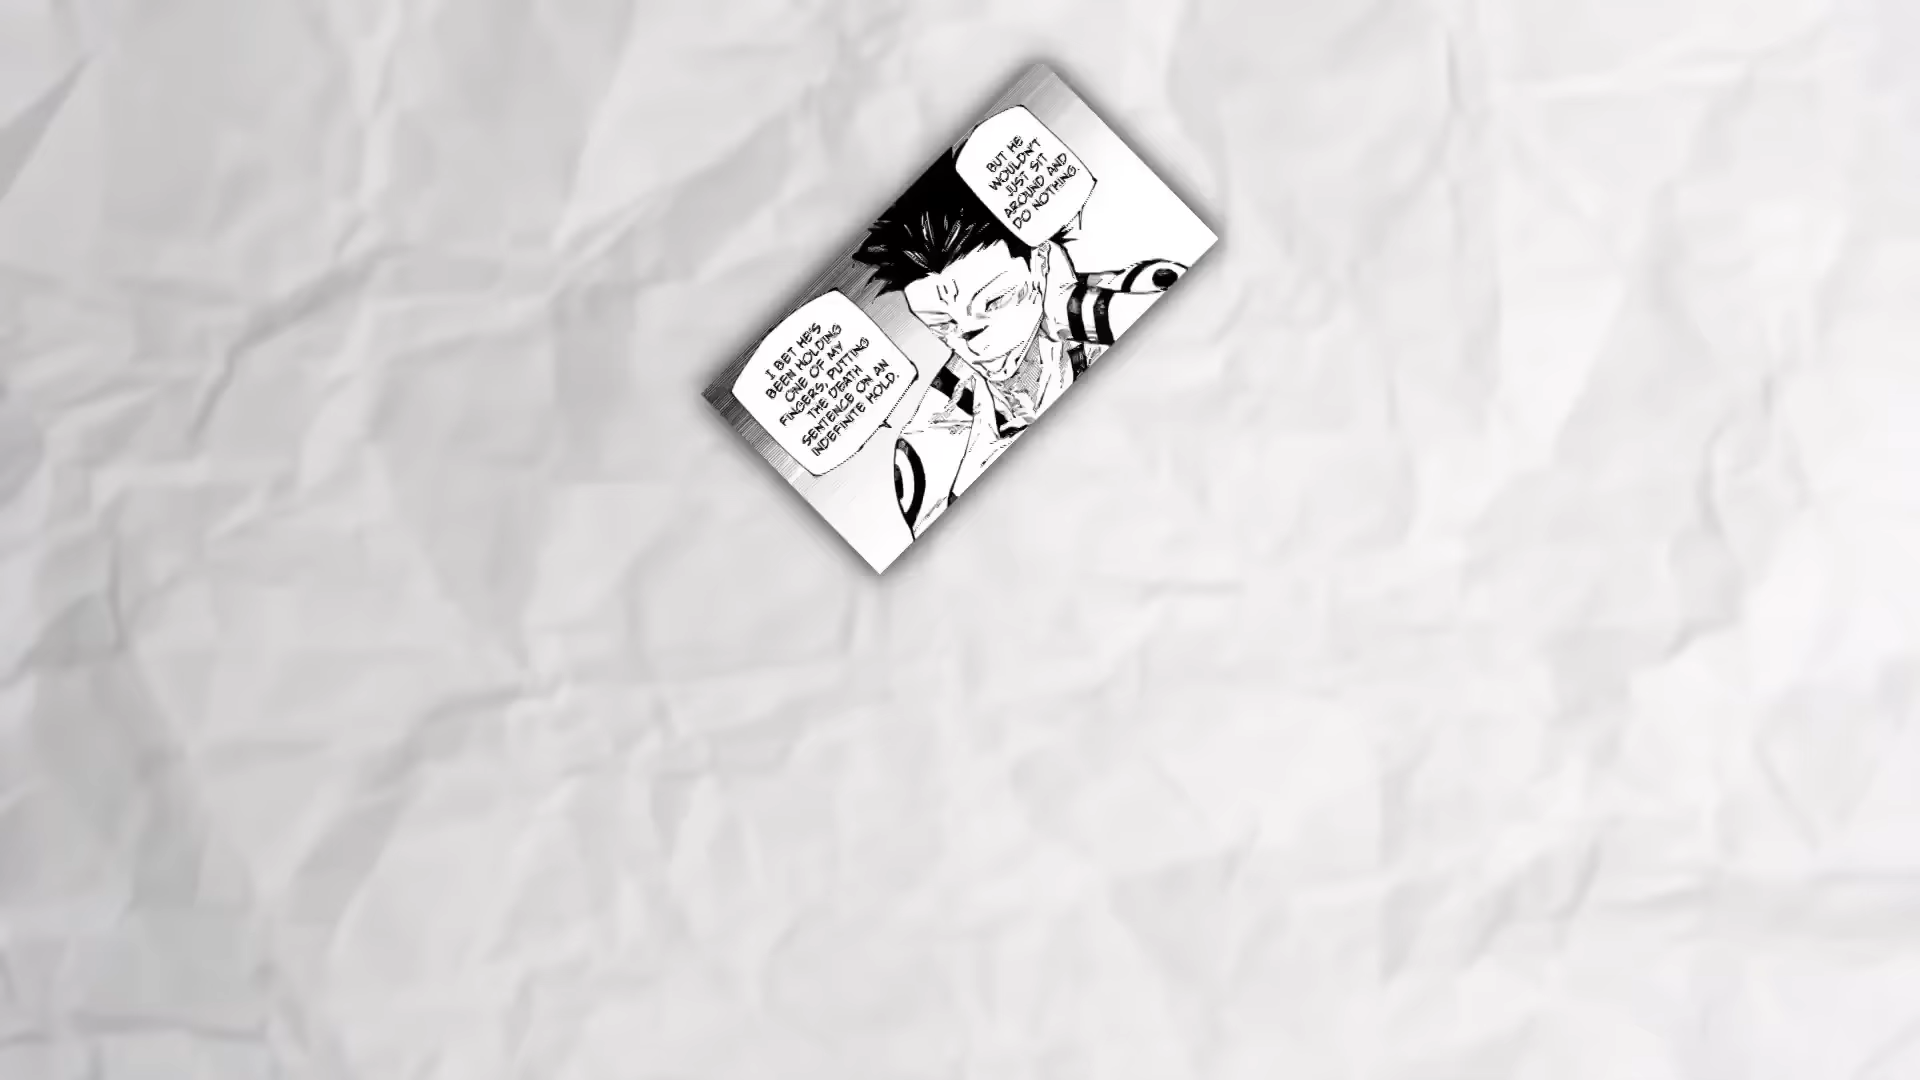 BUT HE
WOULDN'T
JUST SIT
AROUND AND
DO NOTHING.
I BET HE'S
BEEN HOLDING
ONE OF MY
FINGERS, PUTTING
THE DEATH
SENTENCE ON AN
INDEFINITE HOLD.